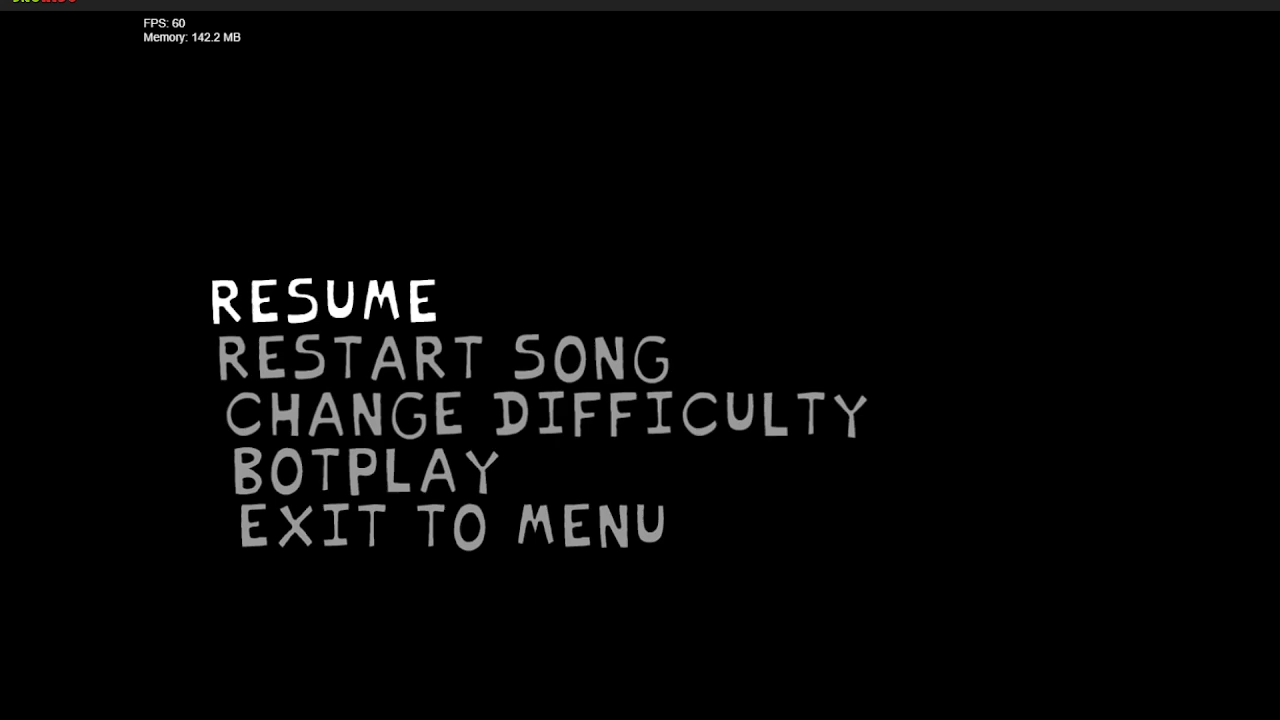 FPS: 60
Memory: 142.2 MB
RESUME
RESTART SONG
CHANGE DIFFICULTY
BOTPLAY
EXIT TO MENU